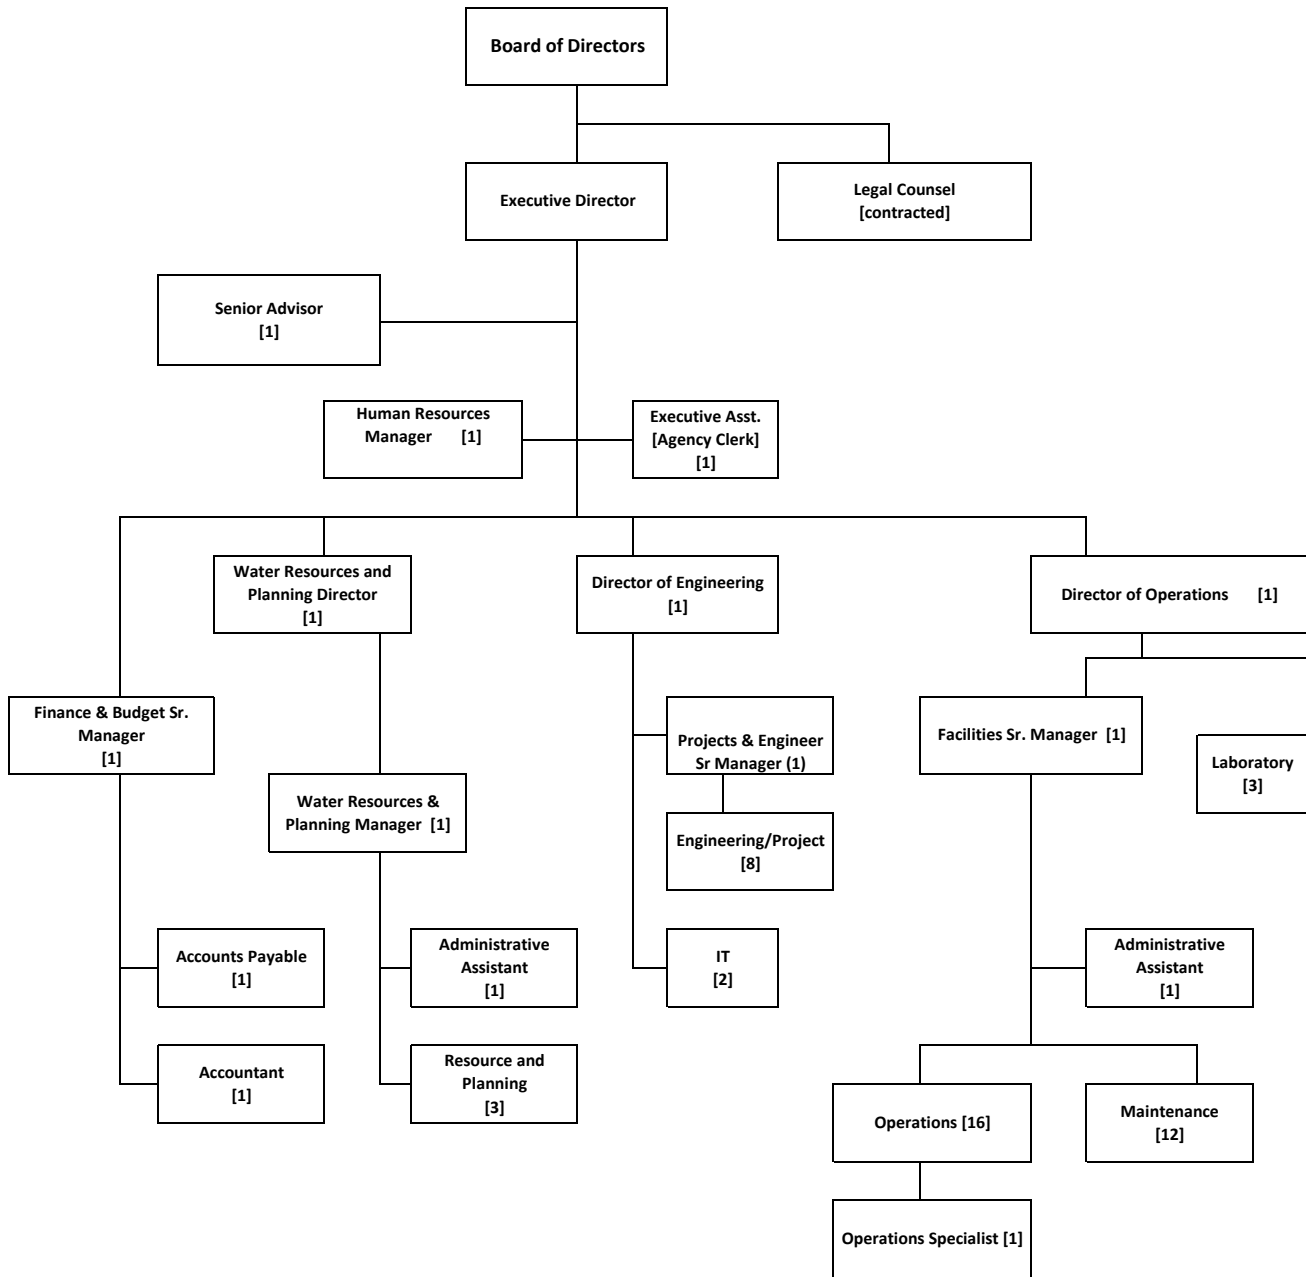 Board of Directors
Executive Director
Legal Counsel
[contracted]
Senior Advisor
[1]
Human Resources
Manager [1]
Executive Asst.
[Agency Clerk]
[1]
Water Resources and
Planning Director
[1]
Director of Engineering
[1]
Director of Operations [1]
Finance & Budget Sr.
Manager
[1]
Projects & Engineer
Sr Manager (1)
Facilities Sr. Manager [1]
Laboratory
[3]
Water Resources &
Planning Manager [1]
Engineering/Project
[8]
Accounts Payable
[1]
Administrative
Assistant
[1]
IT
[2]
Administrative
Assistant
[1]
Accountant
[1]
Resource and
Planning
[3]
Operations [16]
Maintenance
[12]
Operations Specialist [1]